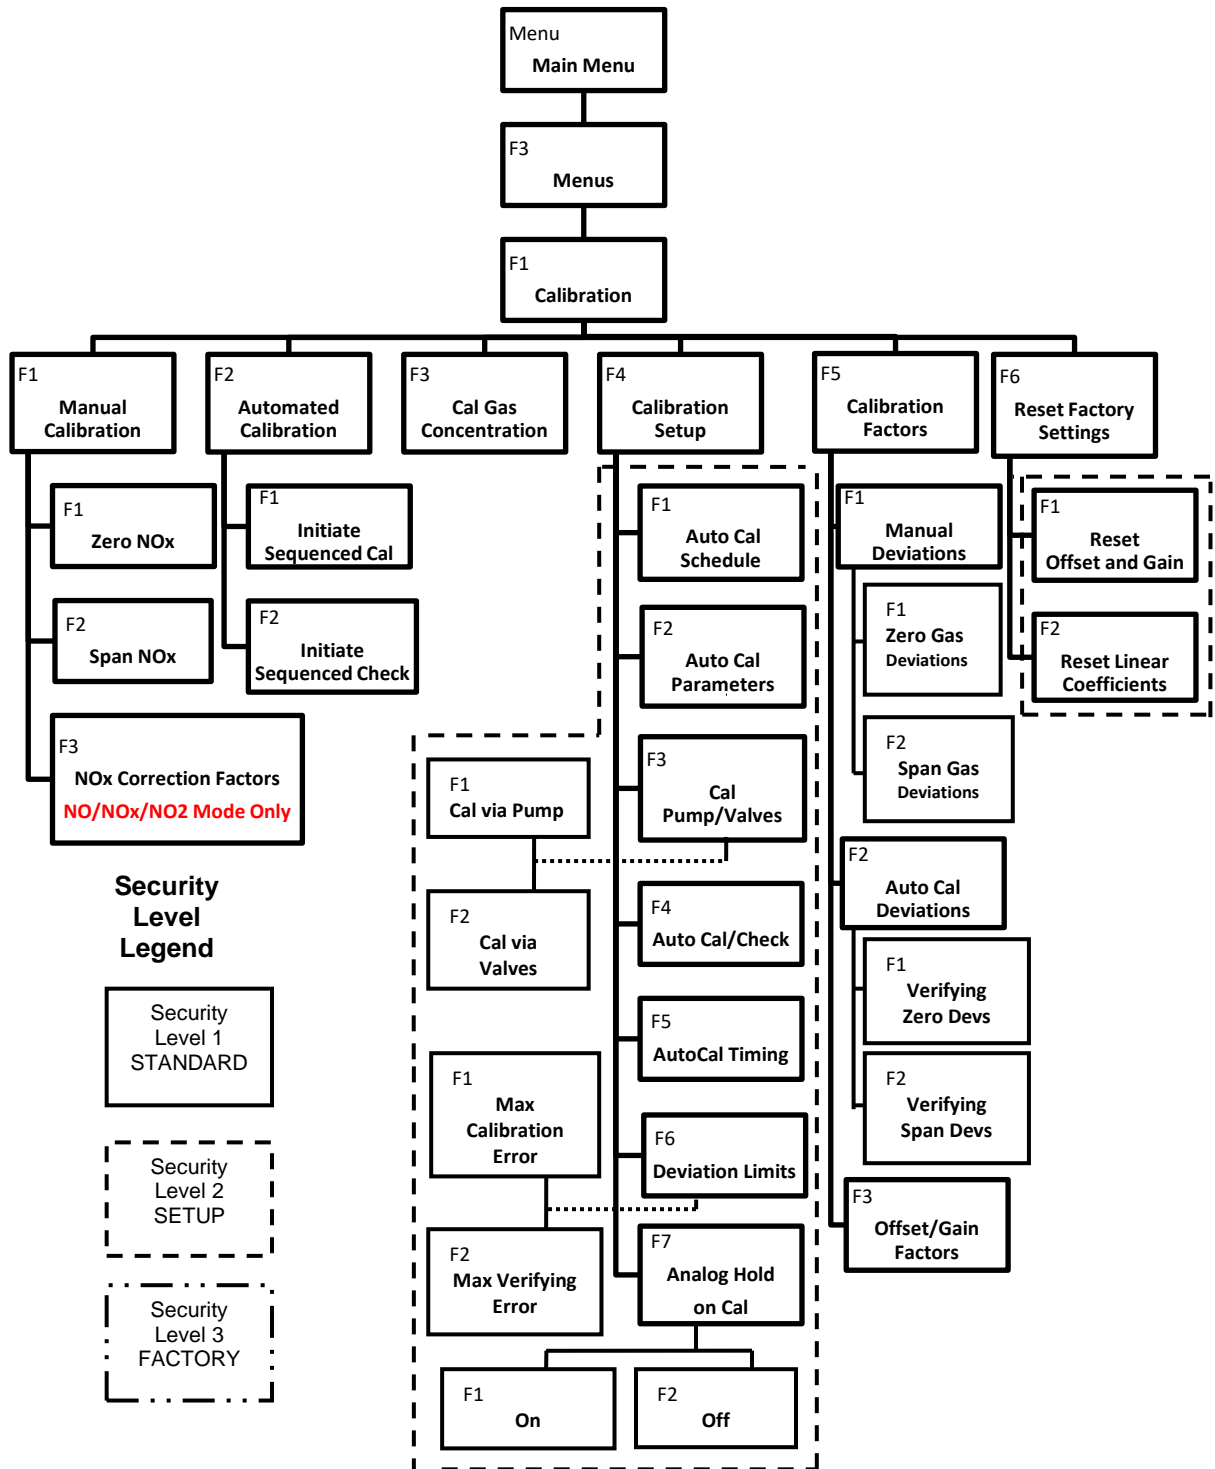 Menu
Main Menu
F3
Menus
F1
Calibration
F1
Manual
Calibration
F2
Automated
Calibration
F3
Cal Gas
Concentration
F4
Calibration
Setup
F5
Calibration
Factors
F6
Reset Factory
Settings
F1
Zero NOx
F2
Span NOx
F3
NOx Correction Factors
NO/NOx/NO2 Mode Only
F1
Initiate
Sequenced Cal
F2
Initiate
Sequenced Check
F1
Auto Cal
Schedule
F2
Auto Cal
Parameters
F3
Cal
Pump/Valves
F1
Cal via Pump
F2
Cal via
Valves
F4
Auto Cal/Check
F5
AutoCal Timing
F6
Deviation Limits
F1
Max
Calibration
Error
F2
Max Verifying
Error
F7
Analog Hold
on Cal
F1
On
F2
Off
F1
Manual
Deviations
F1
Zero Gas
Deviations
F2
Span Gas
Deviations
F2
Auto Cal
Deviations
F1
Verifying
Zero Devs
F2
Verifying
Span Devs
F3
Offset/Gain
Factors
F1
Reset
Offset and Gain
F2
Reset Linear
Coefficients
Security
Level
Legend
Security
Level 1
STANDARD
Security
Level 2
SETUP
Security
Level 3
FACTORY